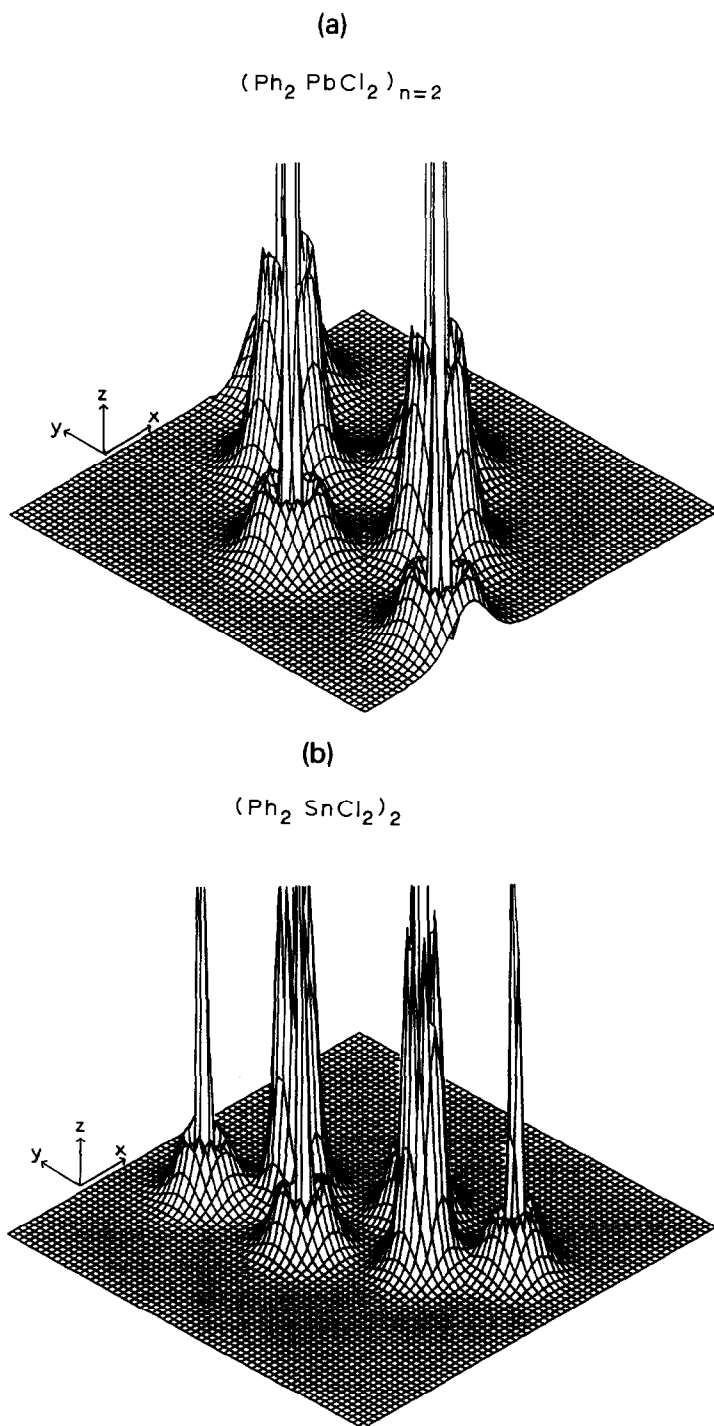 (a)
(Ph₂ PbCl₂)ₙ₌₂
z
y
x
(b)
(Ph₂ SnCl₂)₂
z
y
x